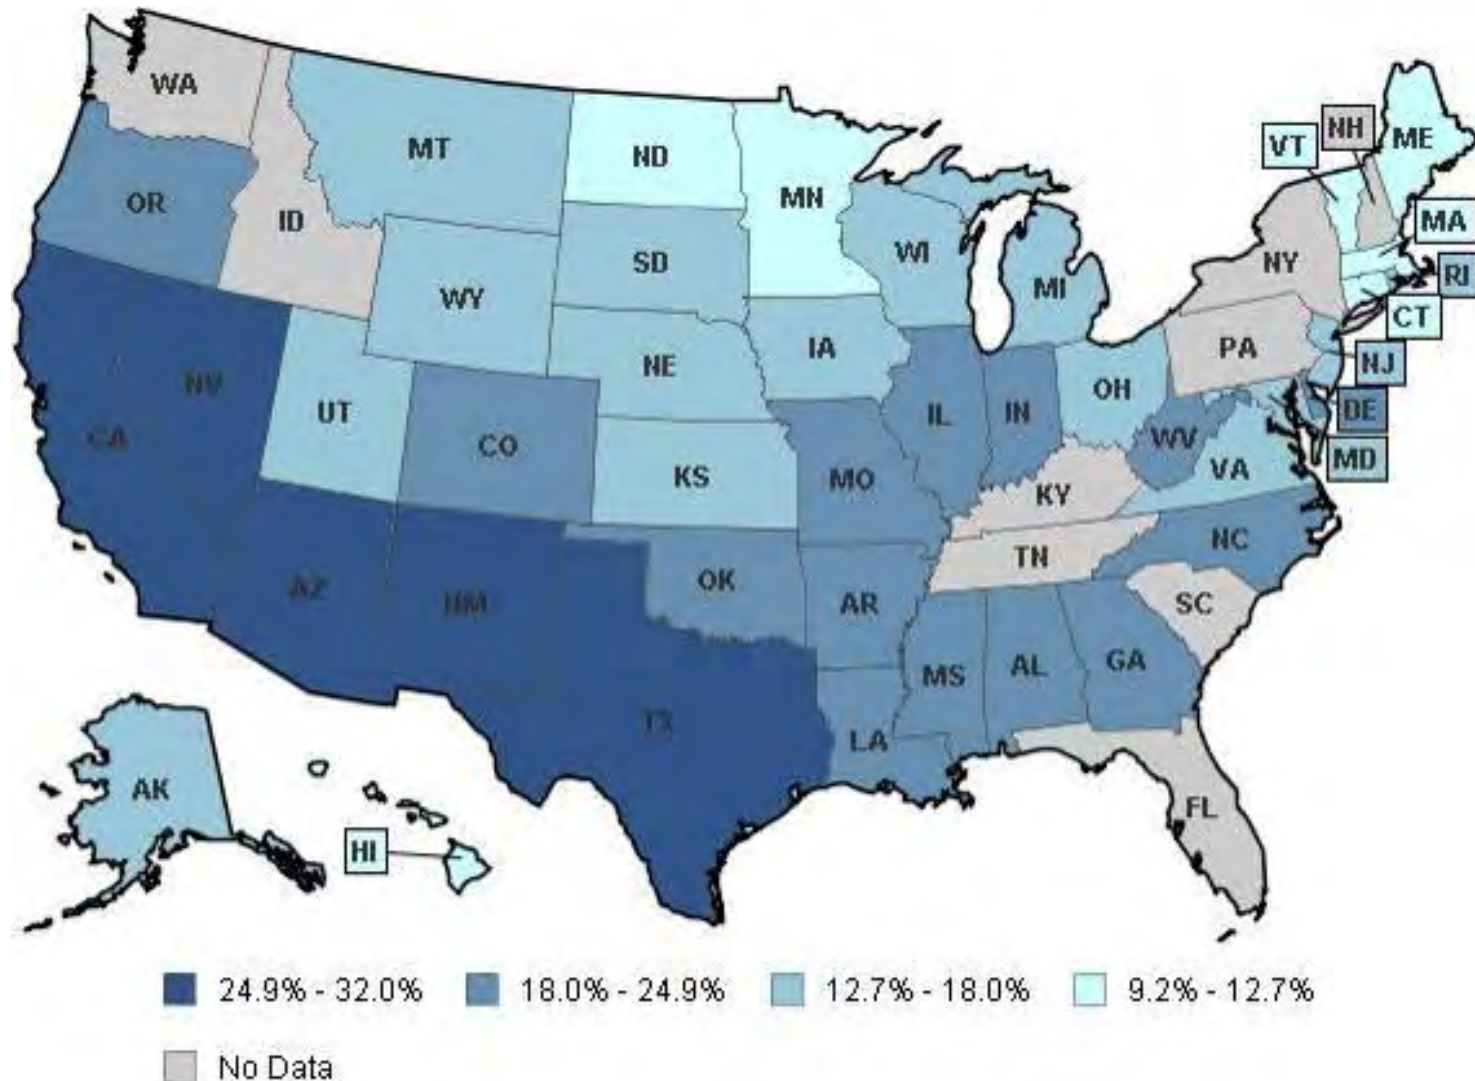 WA
NH
ME
VT
MT
ND
MN
OR
ID
MA
SD
WI
NY
RI
WY
MI
CT
IA
PA
NJ
NE
OH
UT
NV
IL
IN
DE
CA
CO
WV
VA
MD
KS
MO
KY
NC
TN
OK
AZ
NM
AR
SC
GA
AL
MS
TX
LA
AK
FL
HI
24.9% - 32.0%
18.0% - 24.9%
12.7% - 18.0%
9.2% - 12.7%
No Data